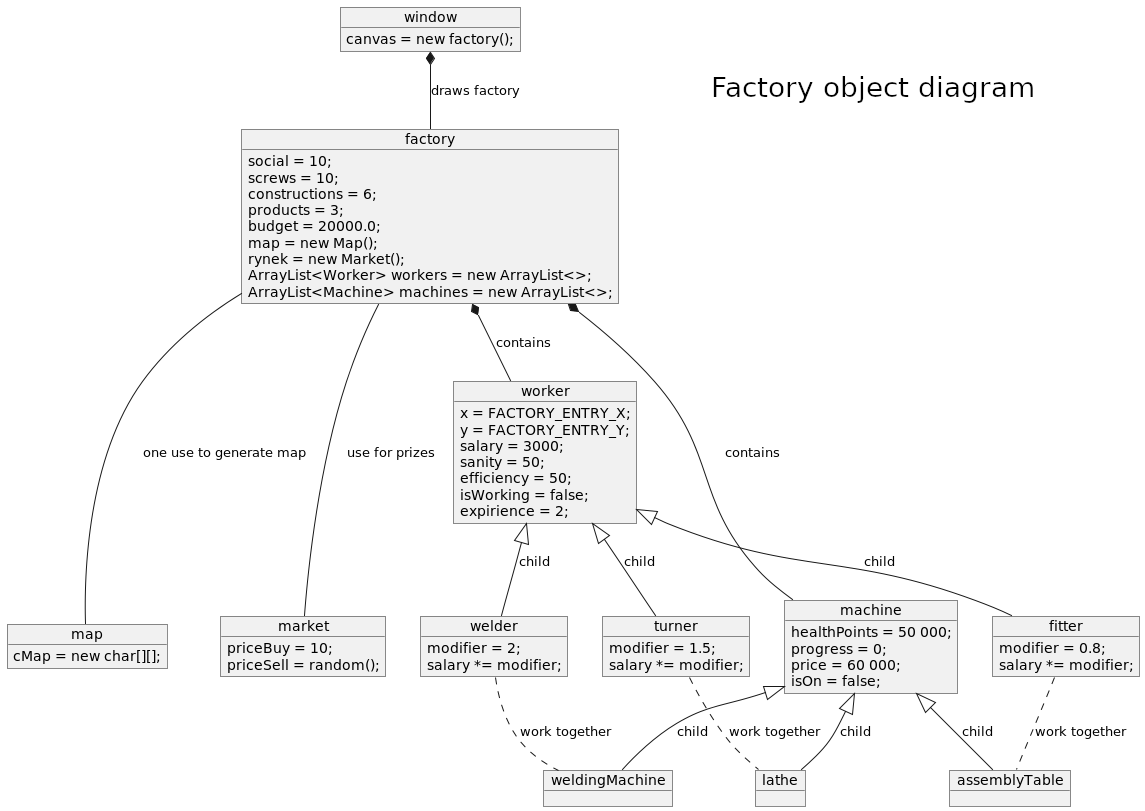 window
canvas = new factory();
Factory object diagram
draws factory
factory
social = 10;
screws = 10;
constructions = 6;
products = 3;
budget = 20000.0;
map = new Map();
rynek = new Market();
ArrayList<Worker> workers = new ArrayList<>;
ArrayList<Machine> machines = new ArrayList<>;
contains
worker
x = FACTORY_ENTRY_X;
y = FACTORY_ENTRY_Y;
salary = 3000;
sanity = 50;
efficiency = 50;
isWorking = false;
expirience = 2;
one use to generate map
use for prizes
contains
child
child
child
map
cMap = new char[][];
market
priceBuy = 10;
priceSell = random();
welder
modifier = 2;
salary *= modifier;
turner
modifier = 1.5;
salary *= modifier;
machine
healthPoints = 50 000;
progress = 0;
price = 60 000;
isOn = false;
fitter
modifier = 0.8;
salary *= modifier;
work together
child
work together
child
child
work together
weldingMachine
lathe
assemblyTable